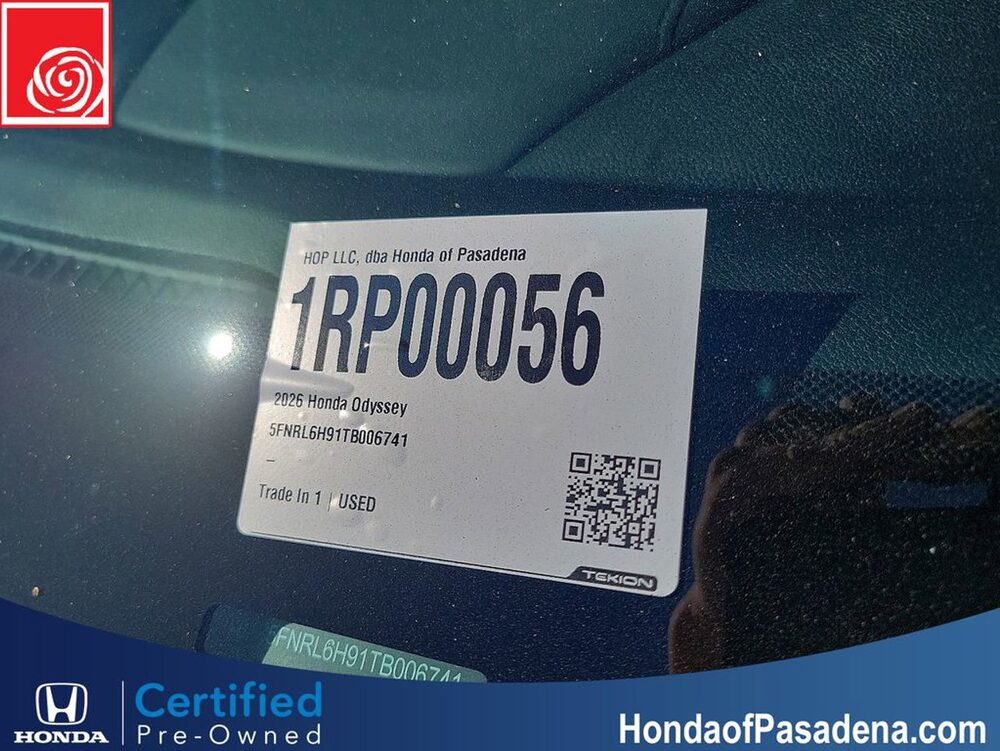 HOP LLC, dba Honda of Pasadena
1RP00056
2026 Honda Odyssey
5FNRL6H91TB006741
–
Trade In 1 | USED
TEKION
5FNRL6H91TB006741
HONDA
Certified
Pre-Owned
HondaofPasadena.com